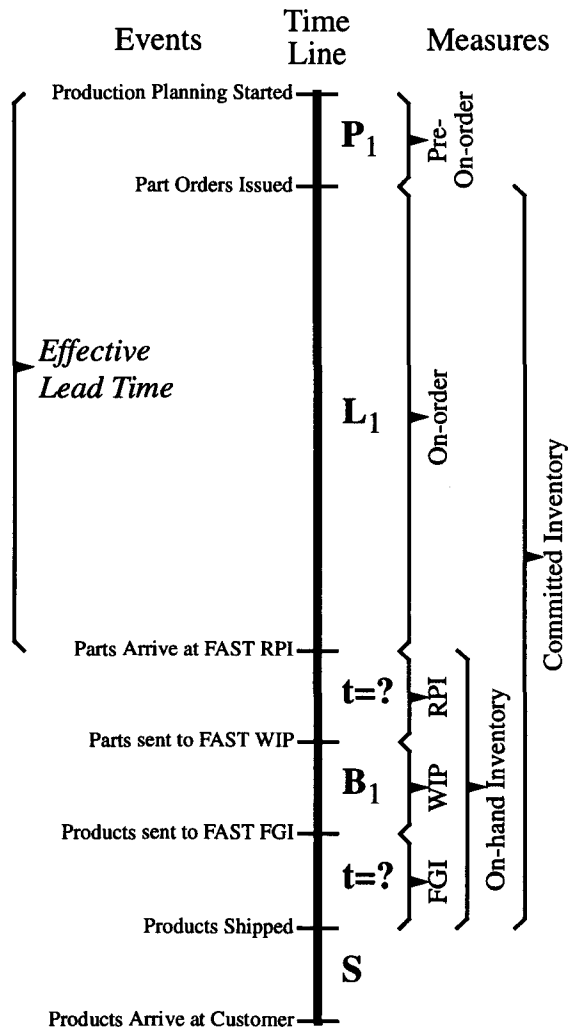 Events
Time
Line
Measures
Production Planning Started
P1
Pre-
On-order
Part Orders Issued
Effective
Lead Time
L1
On-order
Committed Inventory
Parts Arrive at FAST RPI
t=?
RPI
Parts sent to FAST WIP
B1
WIP
On-hand Inventory
Products sent to FAST FGI
t=?
FGI
Products Shipped
S
Products Arrive at Customer